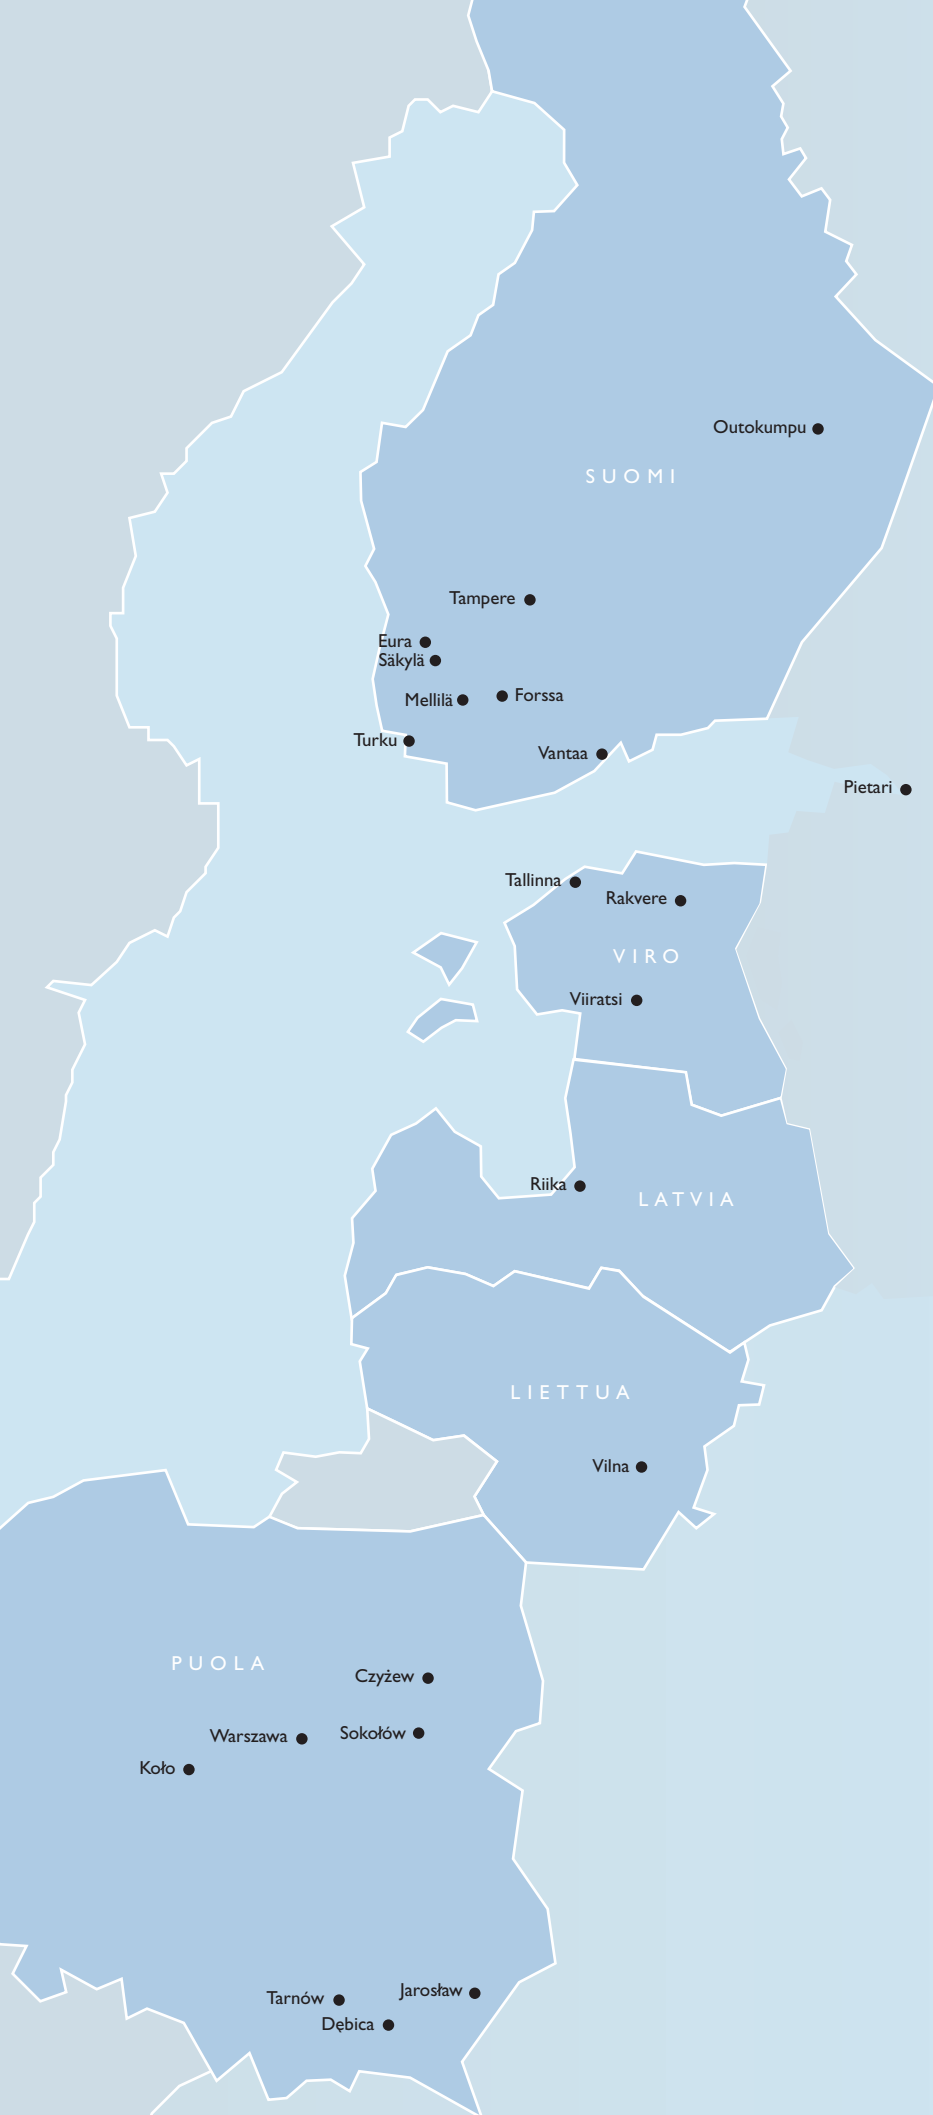 Outokumpu
SUOMI
Tampere
Eura
Säkylä
Mellilä
Forssa
Turku
Vantaa
Pietari
Tallinna
Rakvere
VIRO
Viiratsi
Riika
LATVIA
LIETTUA
Vilna
PUOLA
Czyżew
Sokołów
Warszawa
Koło
Jarosław
Tarnów
Dębica